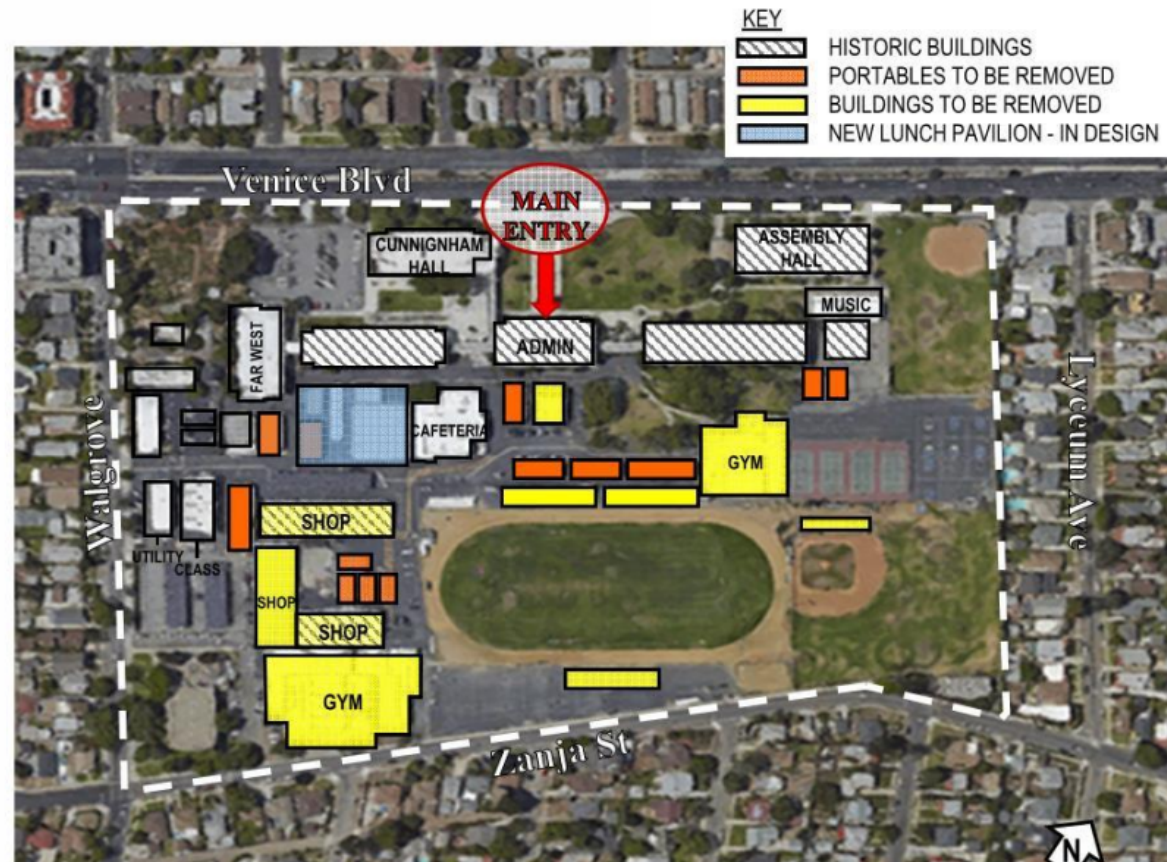 KEY
HISTORIC BUILDINGS
PORTABLES TO BE REMOVED
BUILDINGS TO BE REMOVED
NEW LUNCH PAVILION - IN DESIGN
Venice Blvd
MAIN
ENTRY
CUNNIGNHAM
HALL
ASSEMBLY
HALL
MUSIC
FAR WEST
ADMIN
CAFETERIA
GYM
Walgrove
Lyceum Ave
SHOP
UTILITY
CLASS
SHOP
SHOP
GYM
Zanja St
N